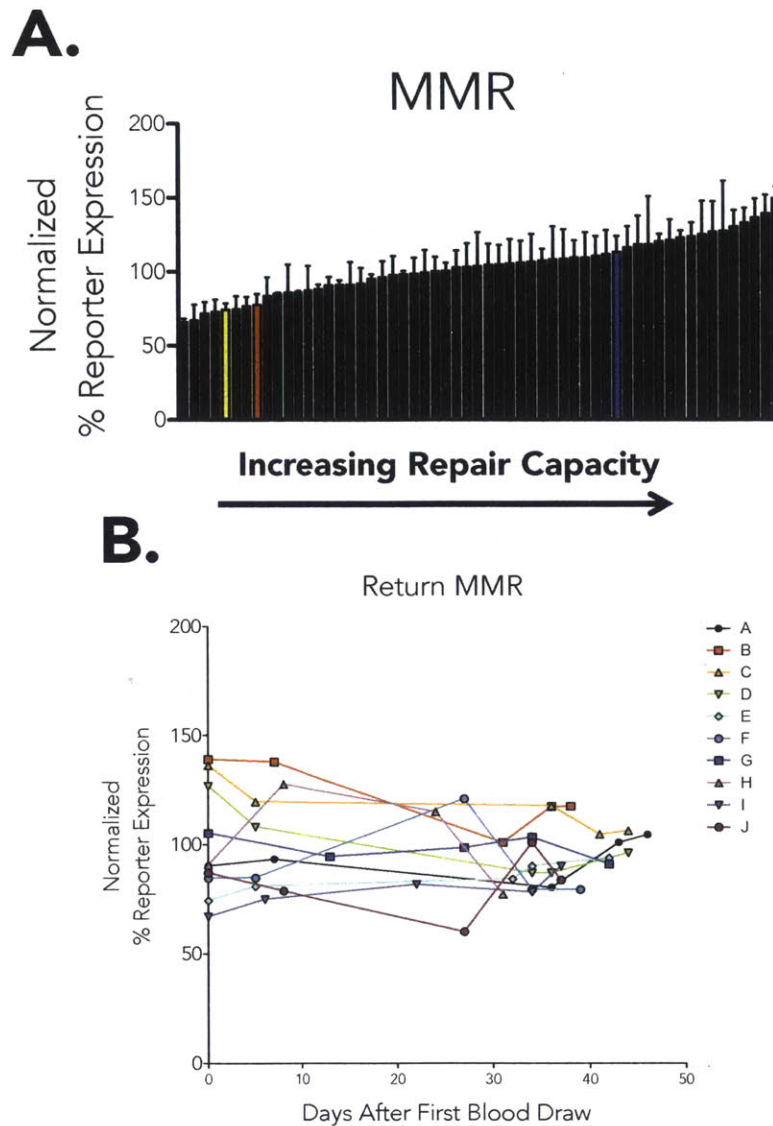 A.
MMR
Normalized
% Reporter Expression
200
150
100
50
0
Increasing Repair Capacity
B.
Return MMR
Normalized
% Reporter Expression
200
150
100
50
0
0 10 20 30 40 50
Days After First Blood Draw
A
B
C
D
E
F
G
H
I
J